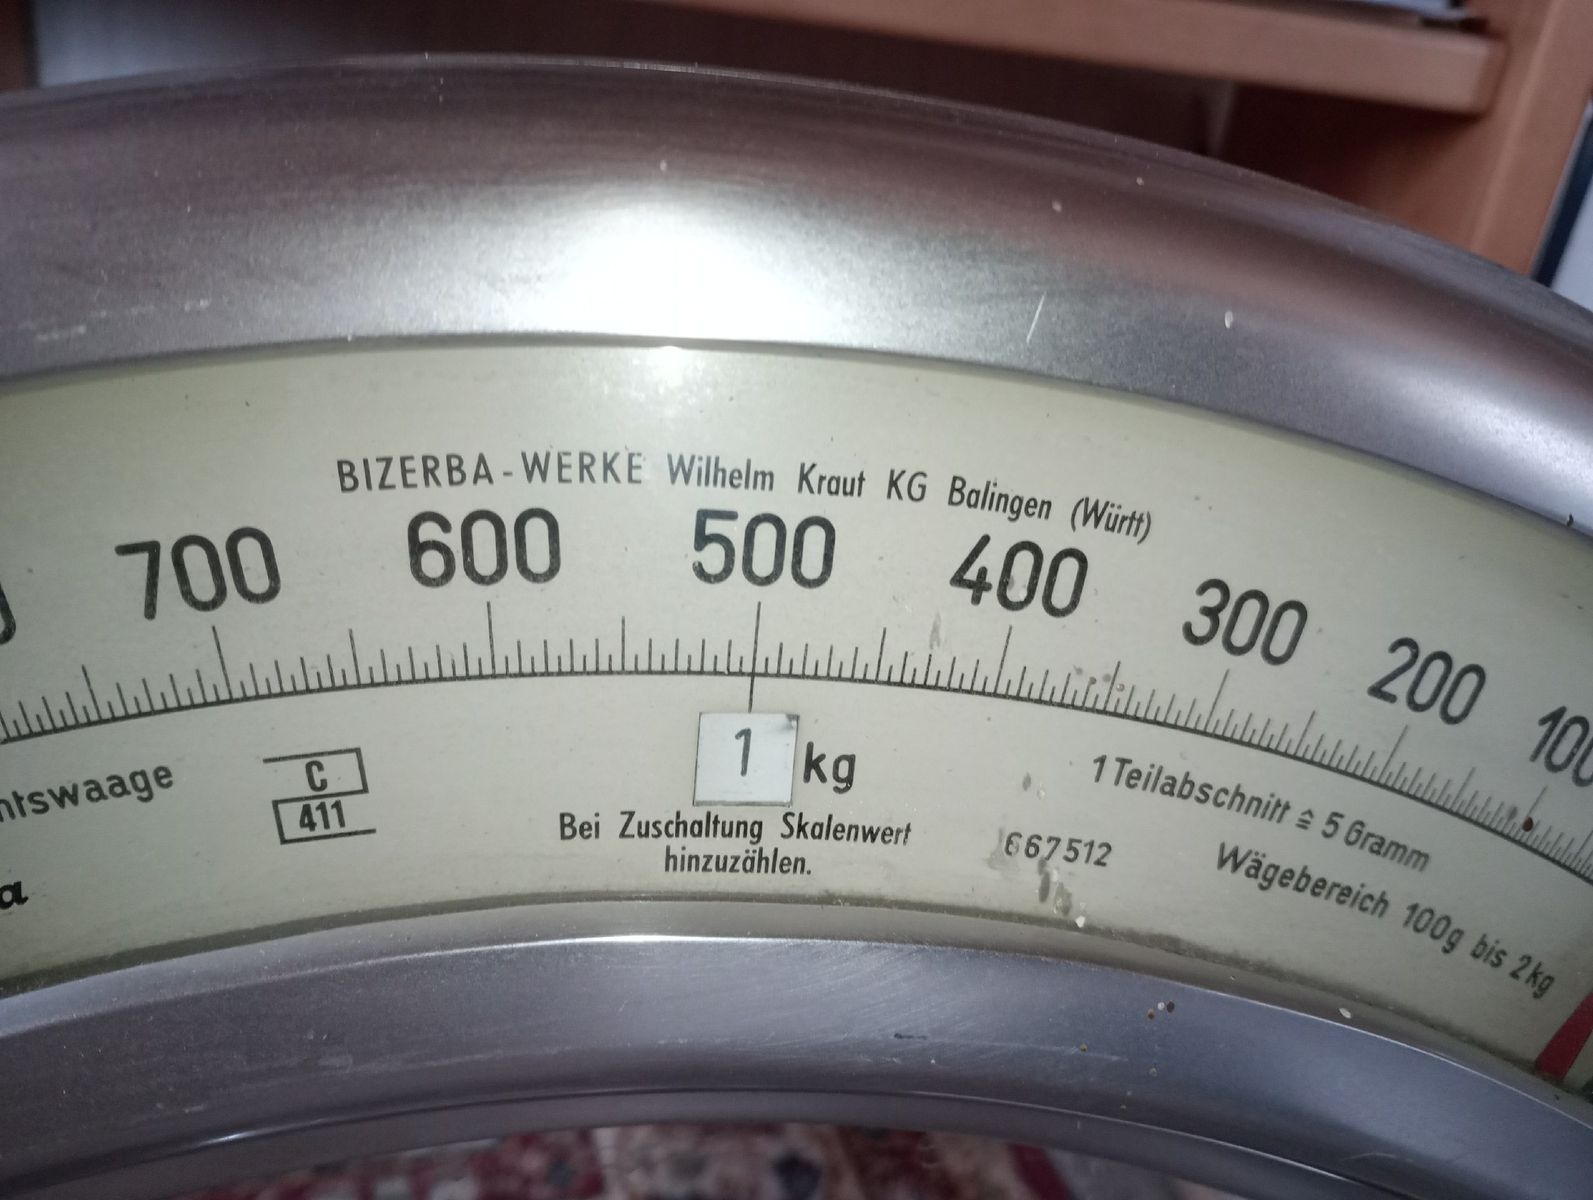 BIZERBA-WERKE Wilhelm Kraut KG Balingen (Württ)
700 600 500 400 300 200 100
1 kg
Bei Zuschaltung Skalenwert
hinzuzählen.
C
411
667512
1 Teilabschnitt ≙ 5 Gramm
Wägebereich 100g bis 2kg